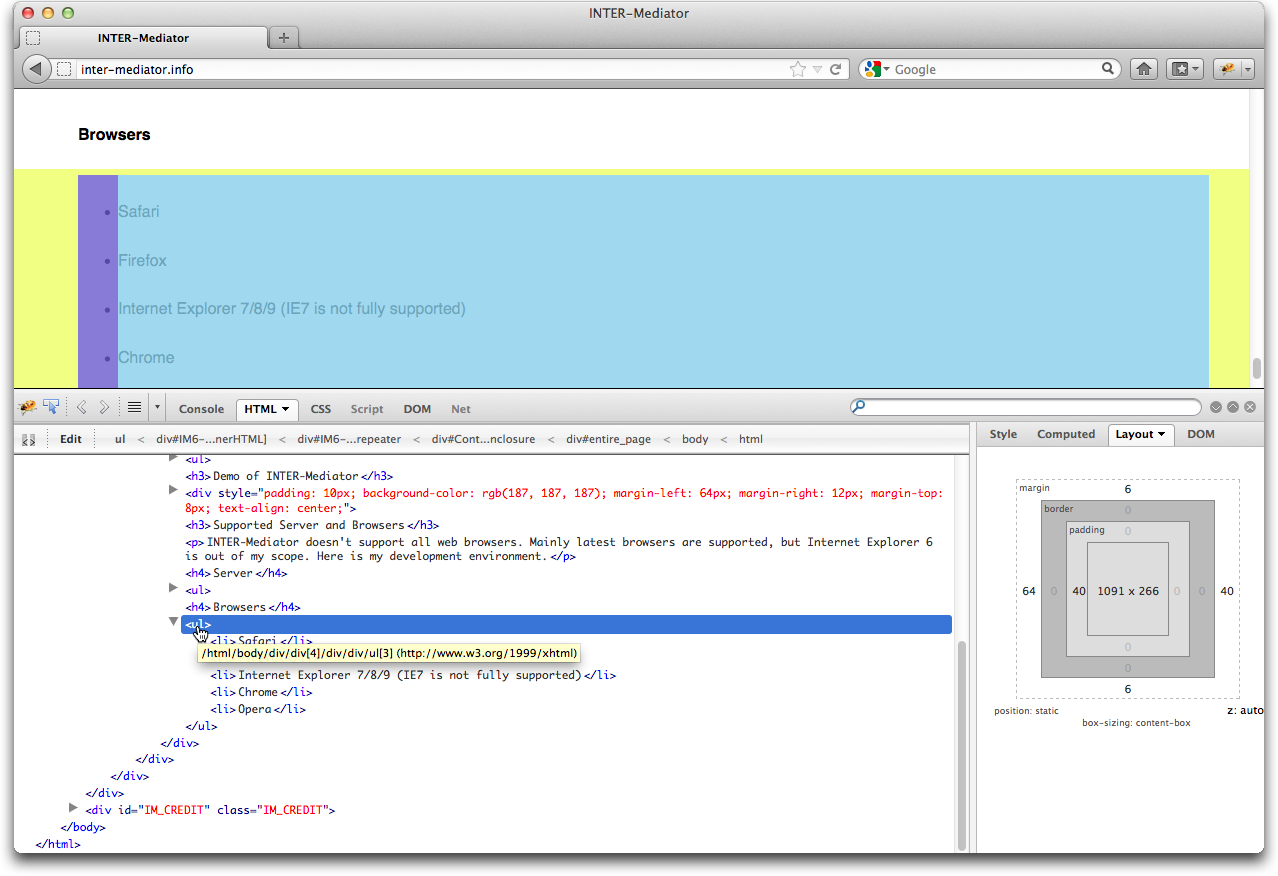 INTER-Mediator
INTER-Mediator
inter-mediator.info
Google
Browsers
• Safari
• Firefox
• Internet Explorer 7/8/9 (IE7 is not fully supported)
• Chrome
Console HTML CSS Script DOM Net
Edit ul < div#IM6-...nerHTML] < div#IM6-...repeater < div#Cont...nclosure < div#entire_page < body < html
Style Computed Layout DOM
<ul>
<h3>Demo of INTER-Mediator</h3>
<div style="padding: 10px; background-color: rgb(187, 187, 187); margin-left: 64px; margin-right: 12px; margin-top:
8px; text-align: center;">
<h3>Supported Server and Browsers</h3>
<p>INTER-Mediator doesn't support all web browsers. Mainly latest browsers are supported, but Internet Explorer 6
is out of my scope. Here is my development environment.</p>
<h4>Server</h4>
<ul>
<h4>Browsers</h4>
<ul>
<li>Safari</li>
/html/body/div/div[4]/div/div/ul[3] (http://www.w3.org/1999/xhtml)
<li>Internet Explorer 7/8/9 (IE7 is not fully supported)</li>
<li>Chrome</li>
<li>Opera</li>
</ul>
</div>
</div>
</div>
</div>
<div id="IM_CREDIT" class="IM_CREDIT">
</body>
</html>
margin 6
border 0
padding 0
64 0 40 1091 x 266 0 0 40
0
0
6
position: static z: auto
box-sizing: content-box